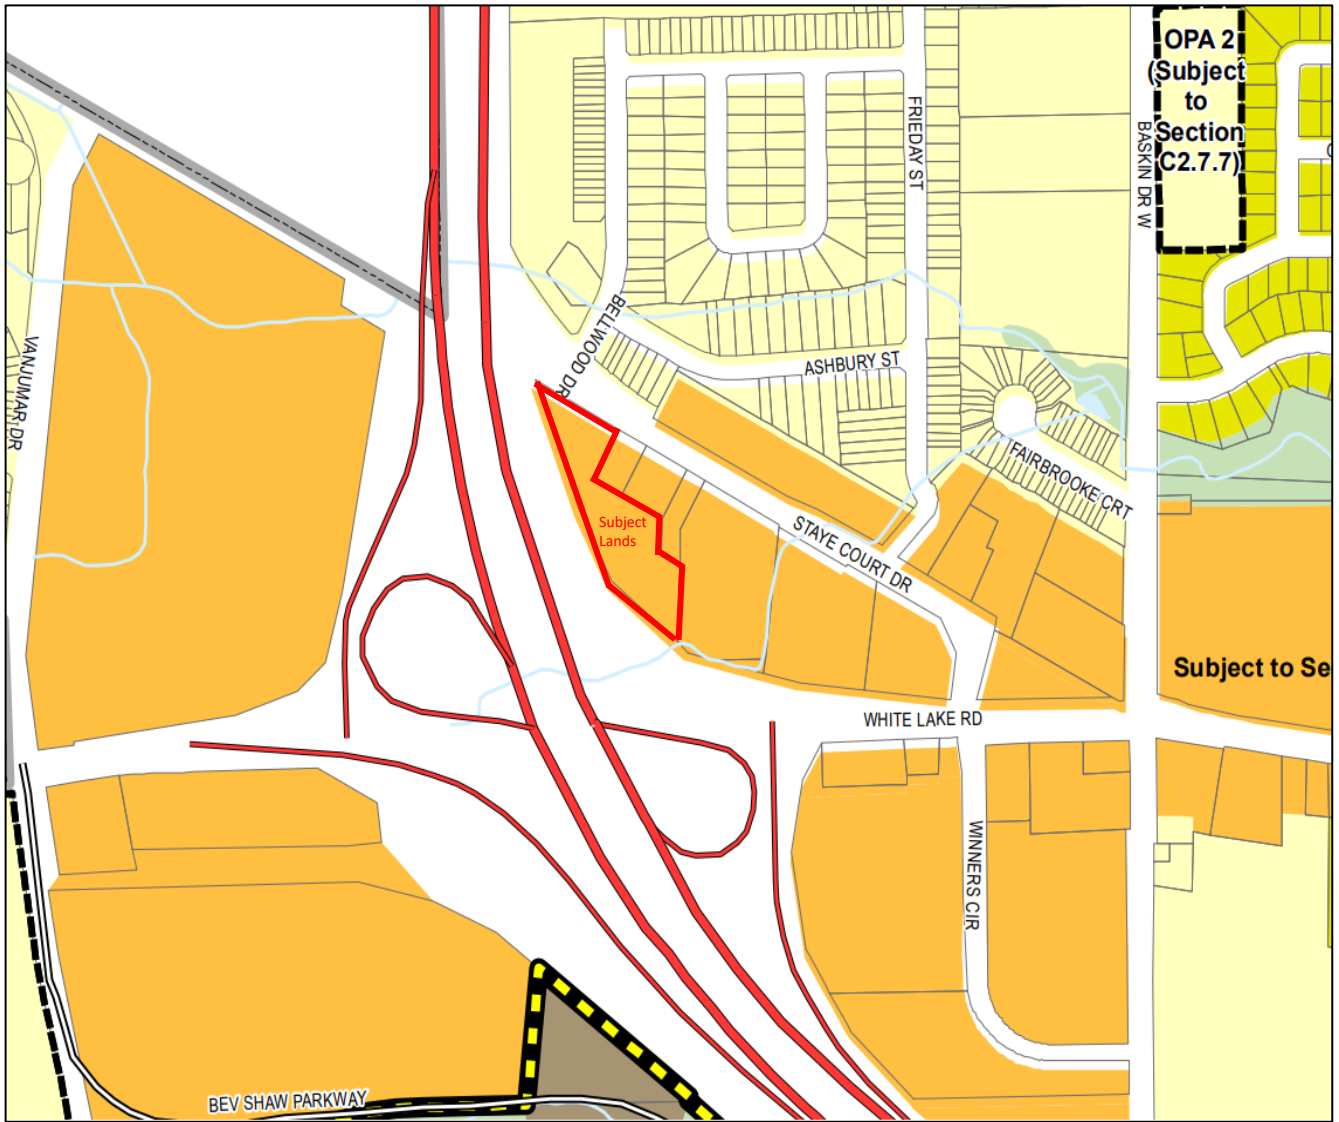 OPA 2
(Subject
to
Section
C2.7.7)
FRIEDAY ST
BASKIN DR W
BELLWOOD DR
VANJUMAR DR
ASHBURY ST
FAIRBROOKE CRT
Subject
Lands
STAYE COURT DR
Subject to Se
WHITE LAKE RD
WINNERS CIR
BEV SHAW PARKWAY